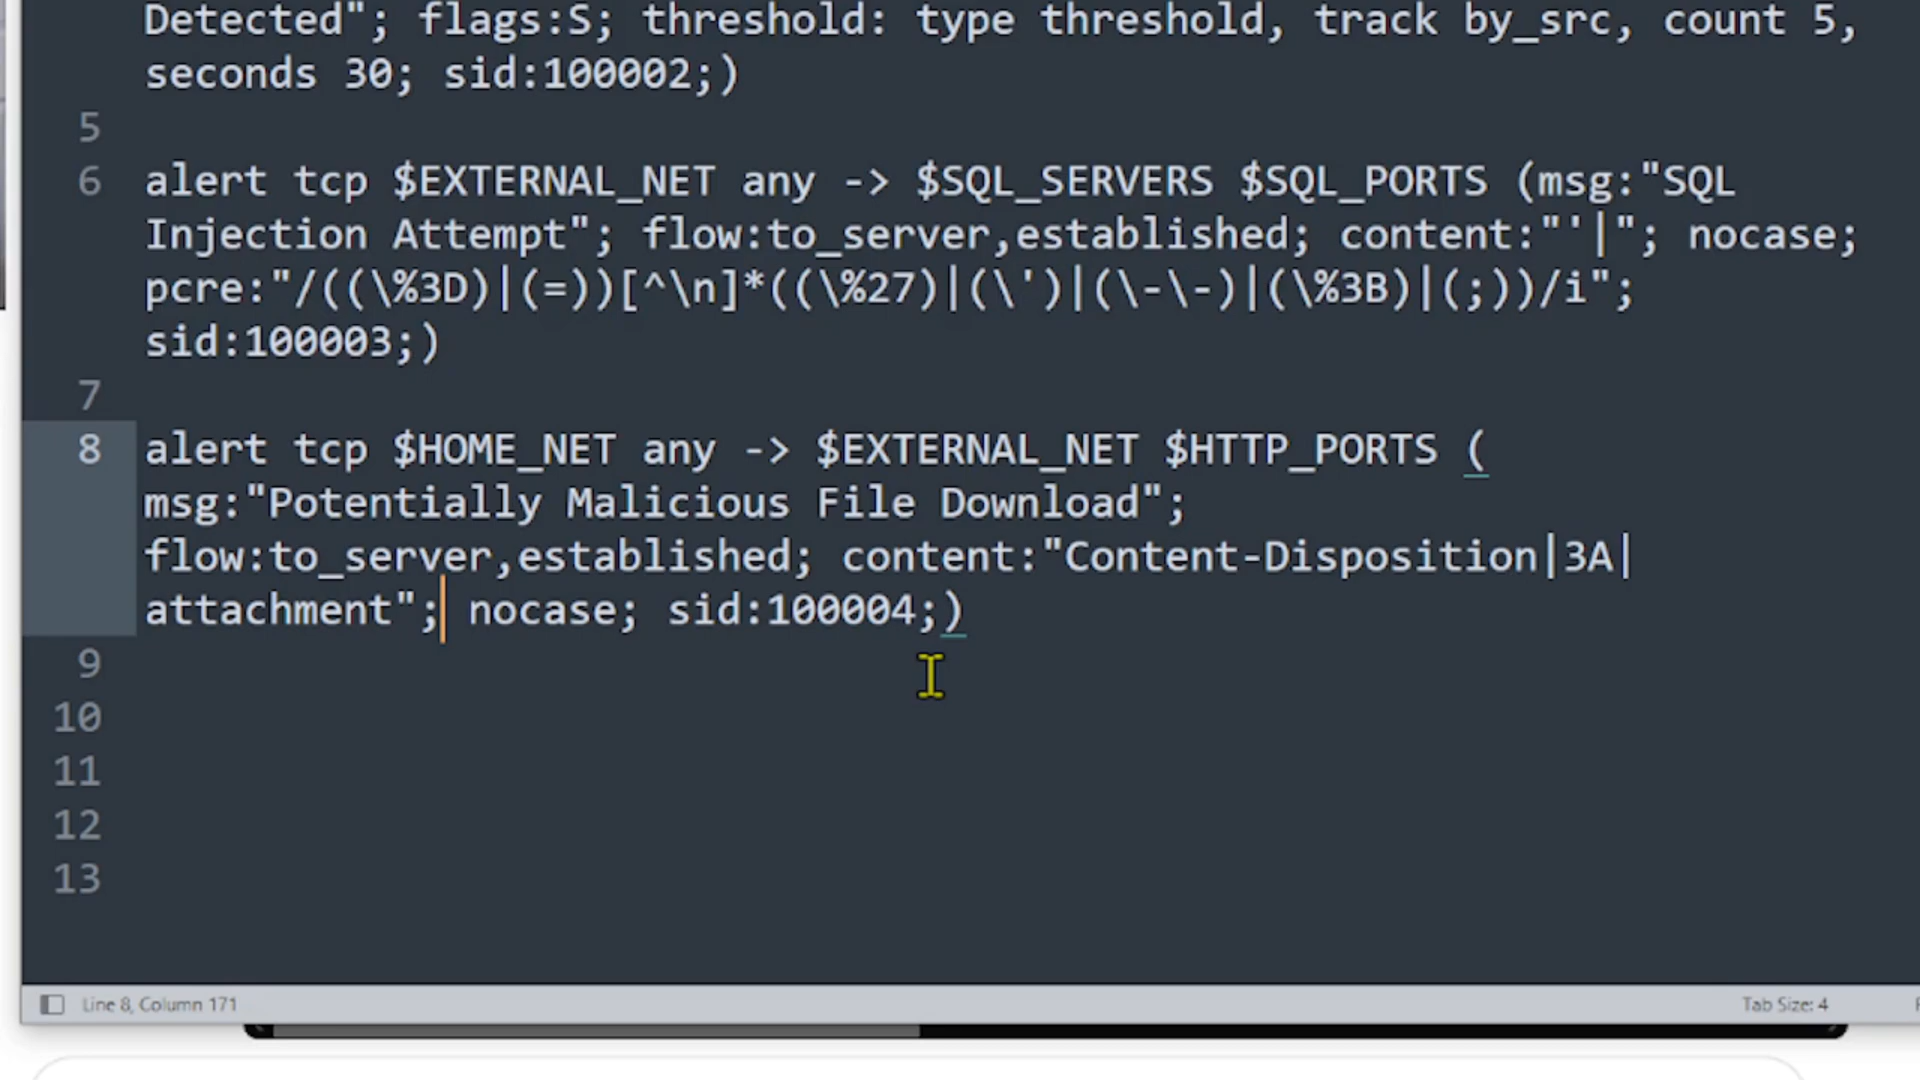 Detected"; flags:S; threshold: type threshold, track by_src, count 5,
seconds 30; sid:100002;)
5
6 alert tcp $EXTERNAL_NET any -> $SQL_SERVERS $SQL_PORTS (msg:"SQL
Injection Attempt"; flow:to_server,established; content:"'|"; nocase;
pcre:"/((\%3D)|(=))[^\n]*((\%27)|(\')|(\-\-)|(\%3B)|(;))/i";
sid:100003;)
7
8 alert tcp $HOME_NET any -> $EXTERNAL_NET $HTTP_PORTS (
msg:"Potentially Malicious File Download";
flow:to_server,established; content:"Content-Disposition|3A|
attachment"; nocase; sid:100004;)
9
10
11
12
13
Line 8, Column 171
Tab Size: 4